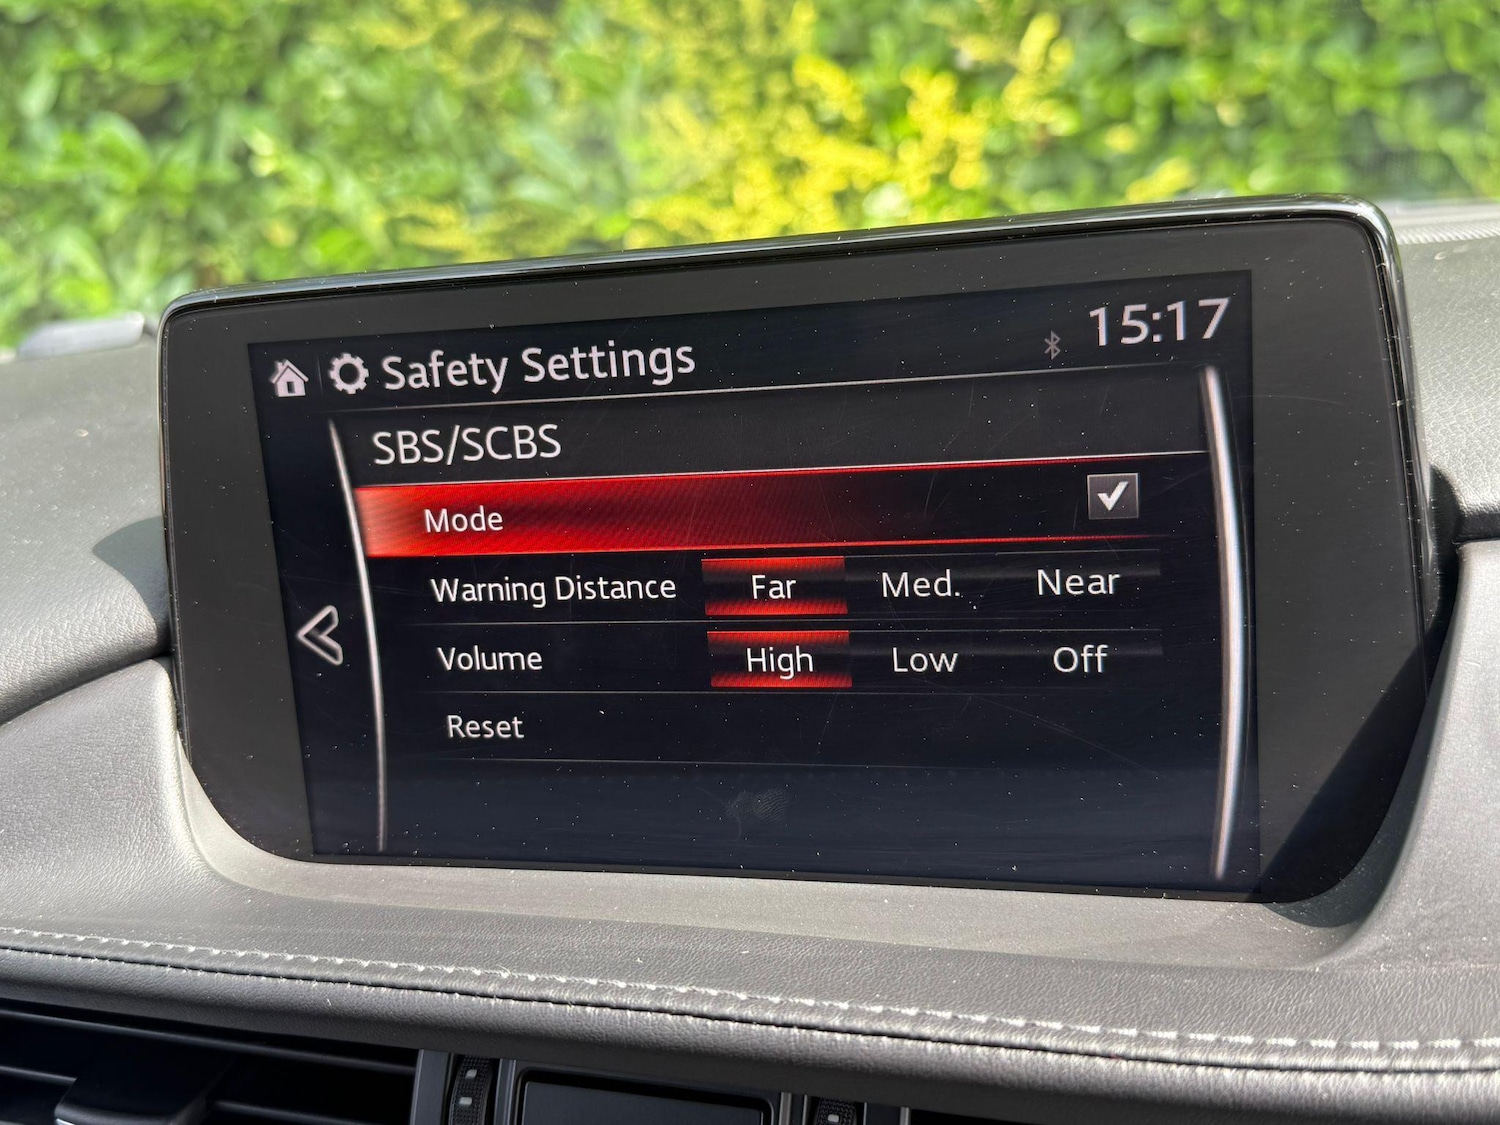 Safety Settings 15:17
SBS/SCBS
Mode
Warning Distance Far Med. Near
Volume High Low Off
Reset